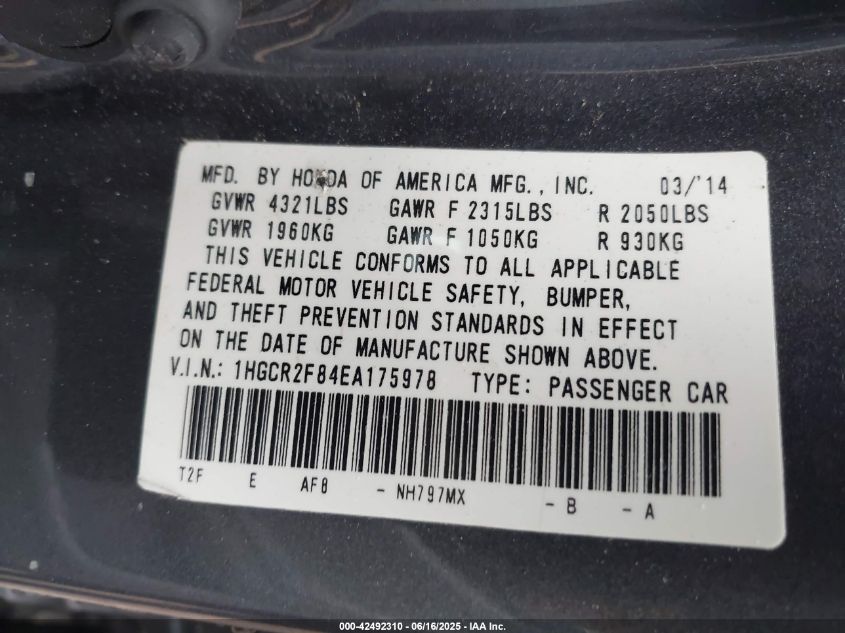 MFD. BY HONDA OF AMERICA MFG., INC. 03/'14
GVWR 4321LBS GAWR F 2315LBS R 2050LBS
GVWR 1960KG GAWR F 1050KG R 930KG
THIS VEHICLE CONFORMS TO ALL APPLICABLE
FEDERAL MOTOR VEHICLE SAFETY, BUMPER,
AND THEFT PREVENTION STANDARDS IN EFFECT
ON THE DATE OF MANUFACTURE SHOWN ABOVE.
V.I.N.: 1HGCR2F84EA175978 TYPE: PASSENGER CAR
T2F E AF8 - NH797MX - B - A
000-42492310 - 06/16/2025 - IAA Inc.